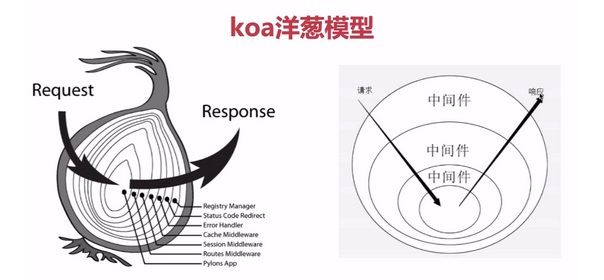 koa洋葱模型
Request
Response
Registry Manager
Status Code Redirect
Error Handler
Cache Middleware
Session Middleware
Routes Middleware
Pylons App
请求
响应
中间件
中间件
中间件